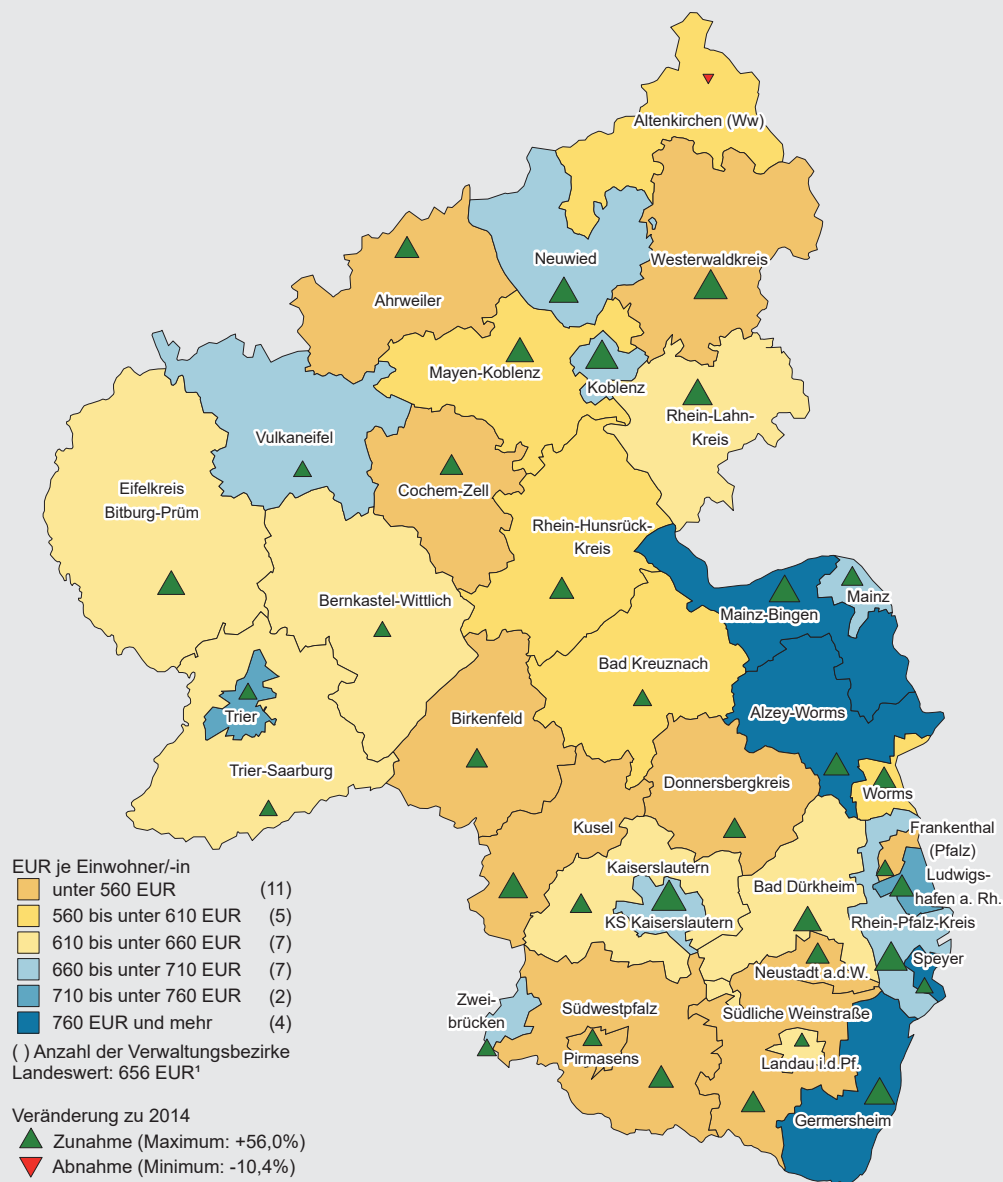 Altenkirchen (Ww)
Neuwied
Westerwaldkreis
Ahrweiler
Mayen-Koblenz
Koblenz
Rhein-Lahn-
Kreis
Vulkaneifel
Cochem-Zell
Eifelkreis
Bitburg-Prüm
Rhein-Hunsrück-
Kreis
Bernkastel-Wittlich
Mainz-Bingen
Mainz
Bad Kreuznach
Trier
Birkenfeld
Alzey-Worms
Trier-Saarburg
Donnersbergkreis
Worms
Kusel
Frankenthal
(Pfalz)
Ludwigs-
hafen a. Rh.
Kaiserslautern
Bad Dürkheim
KS Kaiserslautern
Rhein-Pfalz-Kreis
Speyer
Neustadt a.d.W.
Zwei-
brücken
Südwestpfalz
Südliche Weinstraße
Pirmasens
Landau i.d.Pf.
Germersheim
EUR je Einwohner/-in
unter 560 EUR (11)
560 bis unter 610 EUR (5)
610 bis unter 660 EUR (7)
660 bis unter 710 EUR (7)
710 bis unter 760 EUR (2)
760 EUR und mehr (4)
( ) Anzahl der Verwaltungsbezirke
Landeswert: 656 EUR¹
Veränderung zu 2014
Zunahme (Maximum: +56,0%)
Abnahme (Minimum: -10,4%)